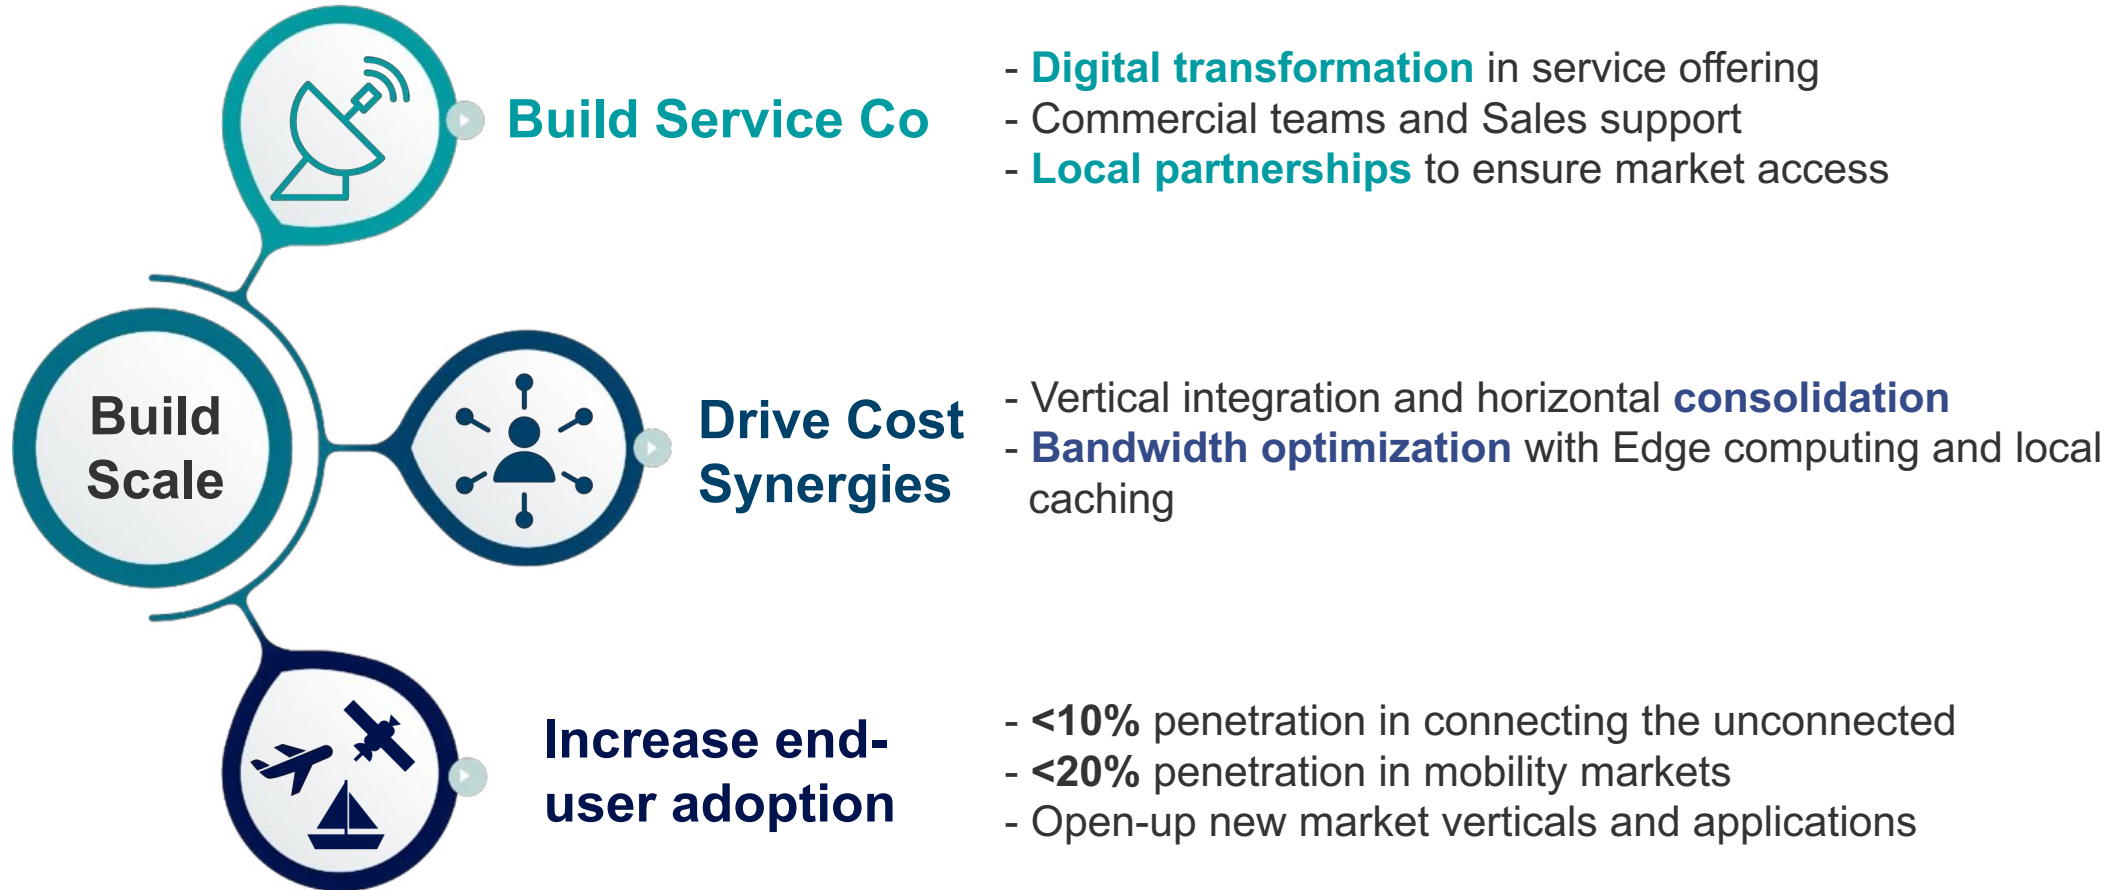 Build
Scale
Build Service Co
- Digital transformation in service offering
- Commercial teams and Sales support
- Local partnerships to ensure market access
Drive Cost
Synergies
- Vertical integration and horizontal consolidation
- Bandwidth optimization with Edge computing and local
caching
Increase end-
user adoption
- <10% penetration in connecting the unconnected
- <20% penetration in mobility markets
- Open-up new market verticals and applications